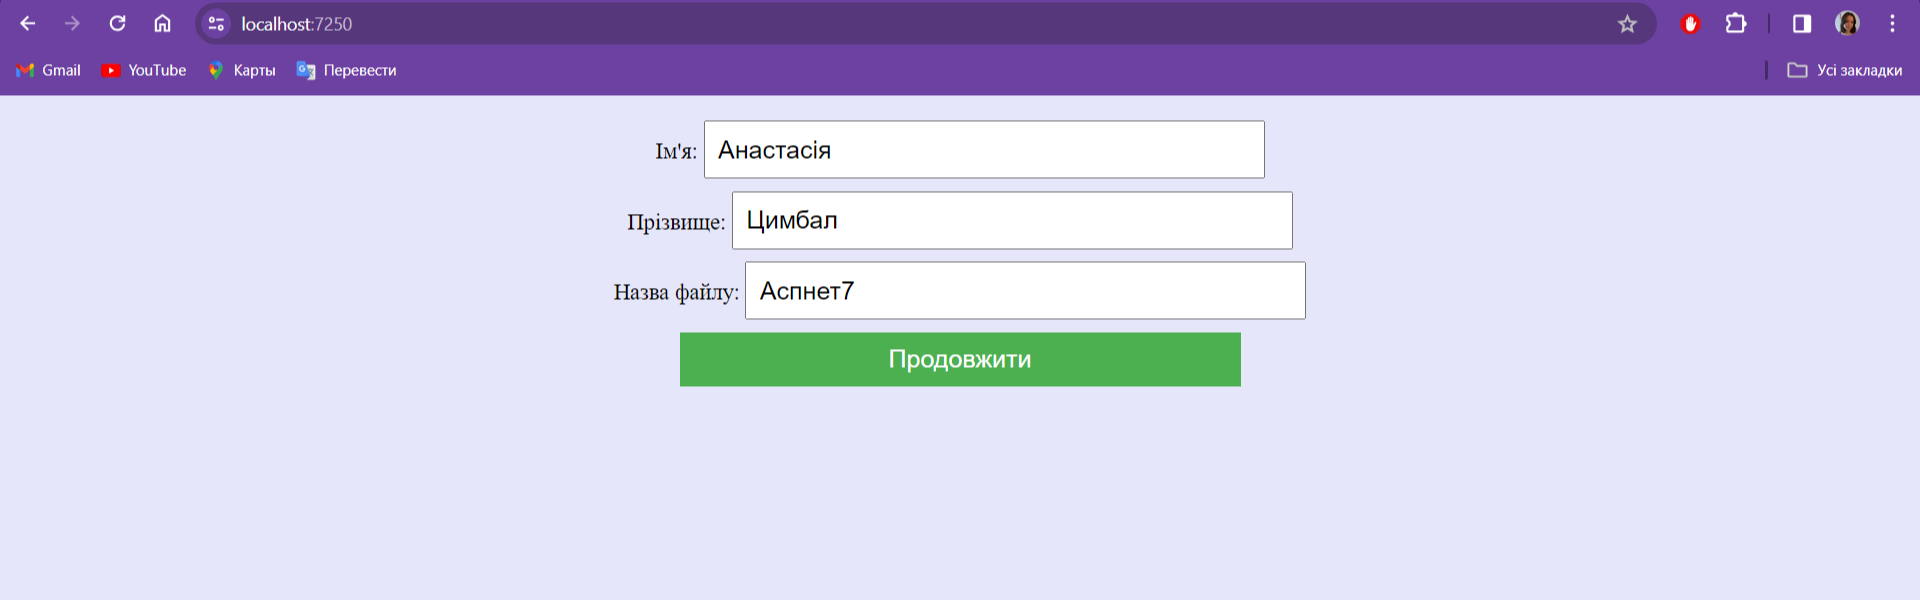 localhost:7250
Gmail YouTube Карты Перевести Усі закладки
Ім'я: Анастасія
Прізвище: Цимбал
Назва файлу: Аспнет7
Продовжити